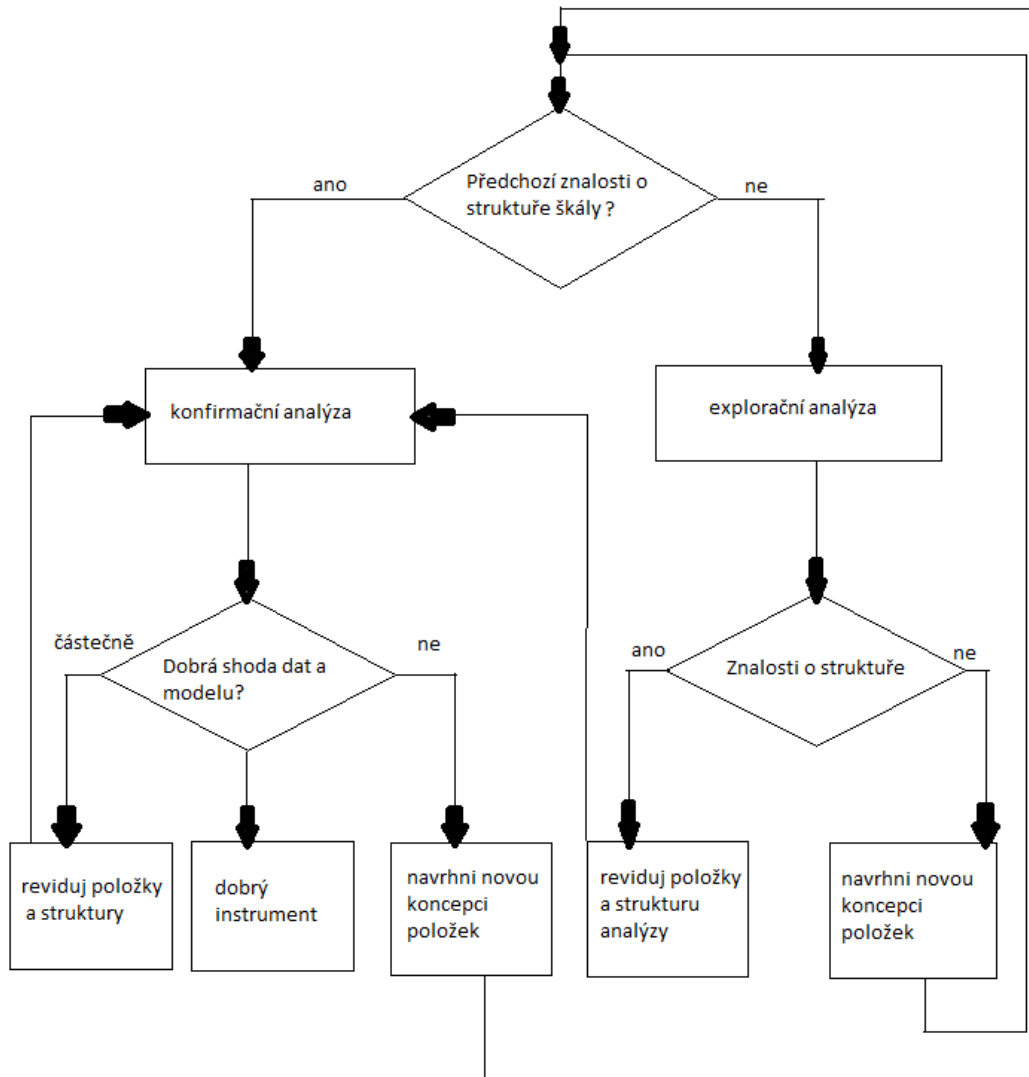 Předchozí znalosti o
struktuře škály ?
ano
ne
konfirmační analýza
explorační analýza
částečně
ne
Dobrá shoda dat a
modelu?
ano
ne
Znalosti o struktuře
reviduj položky
a struktury
dobrý
instrument
navrhni novou
koncepci
položek
reviduj položky
a strukturu
analýzy
navrhni novou
koncepci
položek